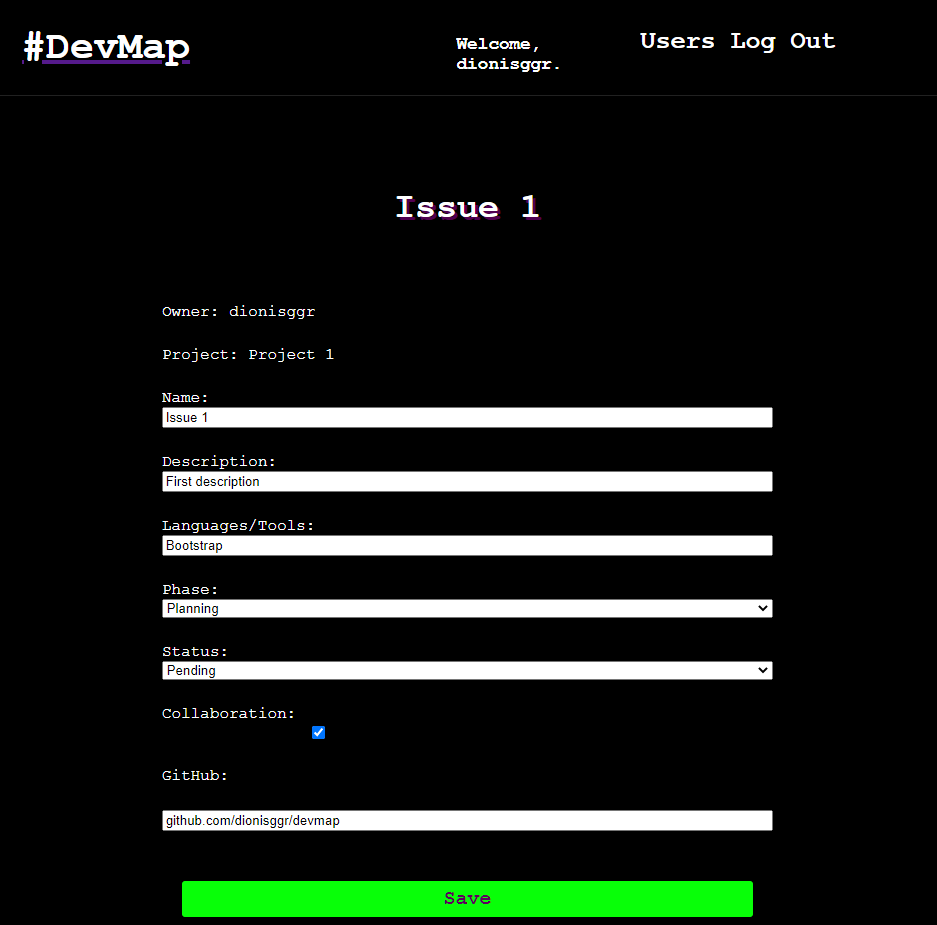 #DevMap
Welcome,
dionisggr.
Users Log Out
Issue 1
Owner: dionisggr
Project: Project 1
Name:
Issue 1
Description:
First description
Languages/Tools:
Bootstrap
Phase:
Planning
Status:
Pending
Collaboration:
GitHub:
github.com/dionisggr/devmap
Save